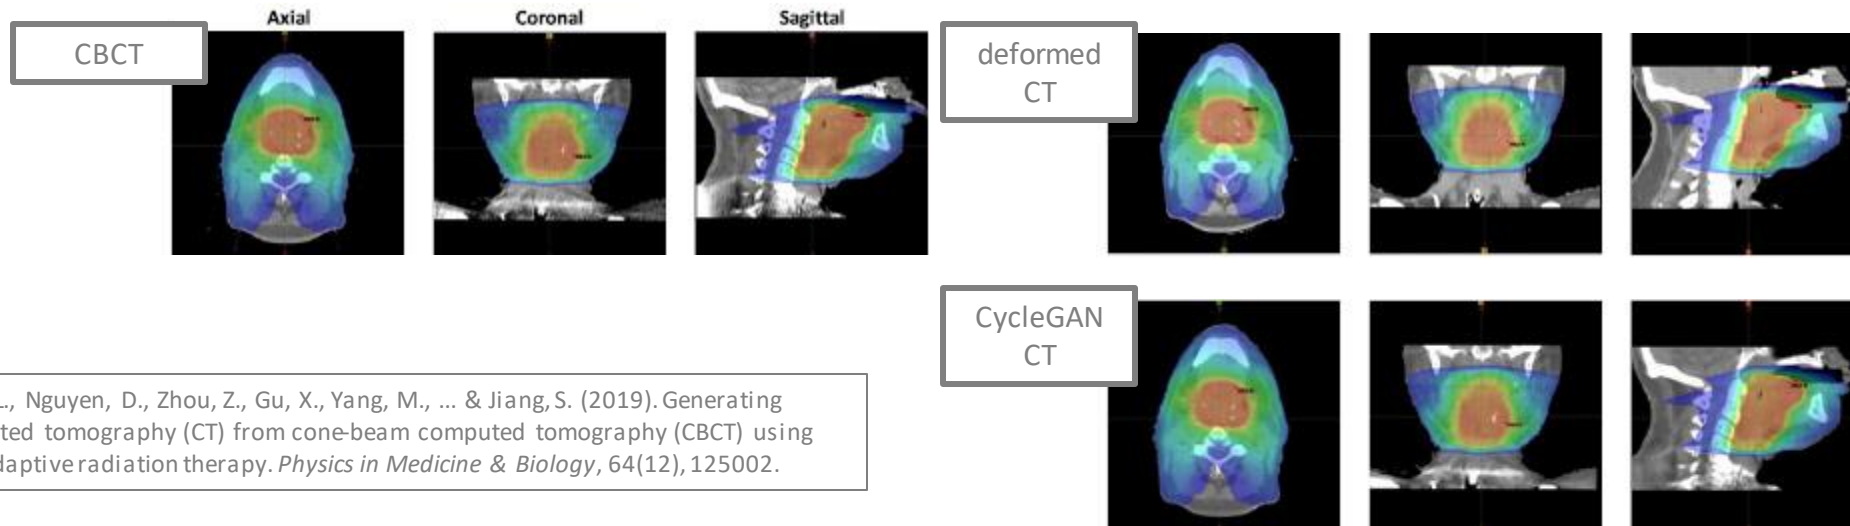 Axial
Coronal
Sagittal
CBCT
deformed
CT
CycleGAN
CT
Nguyen, D., Zhou, Z., Gu, X., Yang, M., ... & Jiang, S. (2019). Generating
ted tomography (CT) from cone-beam computed tomography (CBCT) using
daptive radiation therapy. Physics in Medicine & Biology, 64(12), 125002.